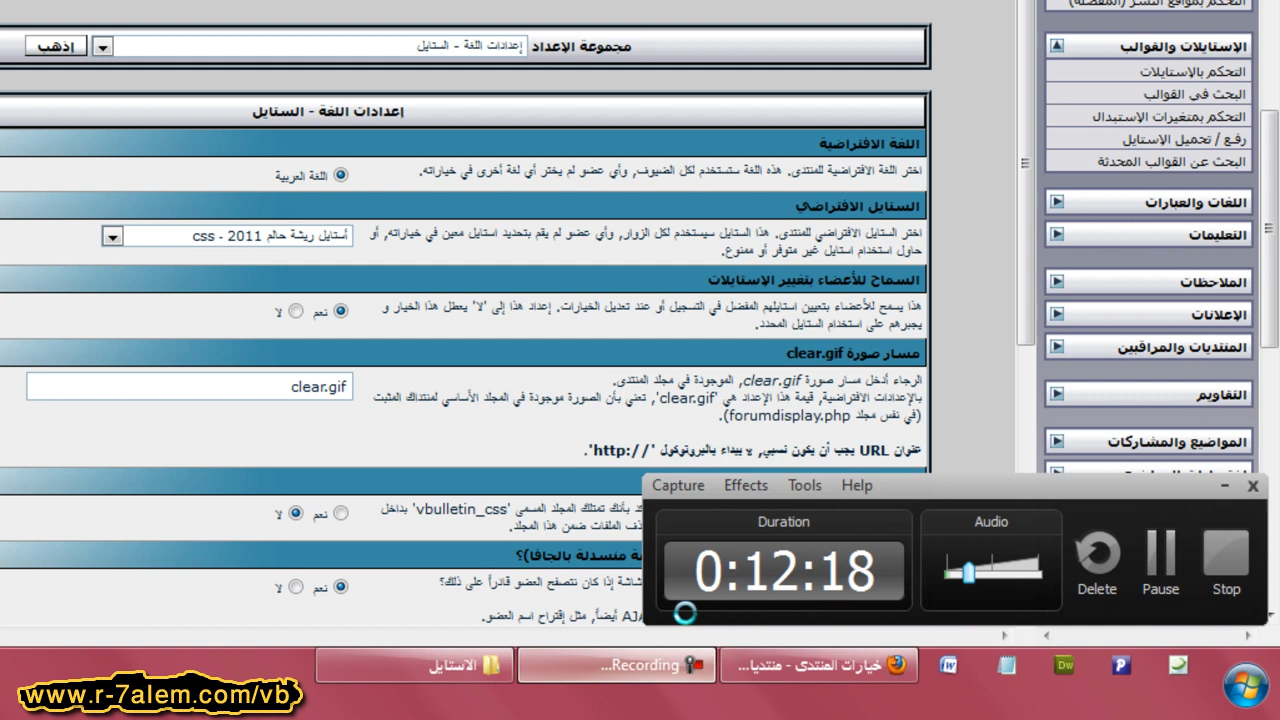 التحكم بمواقع النشر (المفضلة)
الإستايلات والقوالب
التحكم بالإستايلات
البحث في القوالب
التحكم بمتغيرات الإستبدال
رفع / تحميل الإستايل
البحث عن القوالب المحدثة
اللغات والعبارات
التعليمات
الملاحظات
الإعلانات
المنتديات والمراقبين
التقاويم
المواضيع والمشاركات
مجموعة الإعداد
إعدادات اللغة - الستايل
إذهب
إعدادات اللغة - الستايل
اللغة الافتراضية
اختر اللغة الافتراضية للمنتدى. هذه اللغة ستستخدم لكل الضيوف, وأي عضو لم يختر أي لغة أخرى في خياراته.
اللغة العربية
الستايل الافتراضي
اختر الستايل الافتراضي للمنتدى. هذا الستايل سيستخدم لكل الزوار, وأي عضو لم يقم بتحديد استايل معين في خياراته, أو
حاول استخدام استايل غير متوفر أو ممنوع.
أستايل ريشة حالم 2011 - css
السماح للأعضاء بتغيير الإستايلات
هذا يسمح للأعضاء بتعيين استايلهم المفضل في التسجيل أو عند تعديل الخيارات. إعداد هذا إلى 'لا' يعطل هذا الخيار و
يجبرهم على استخدام الستايل المحدد.
نعم
لا
مسار صورة clear.gif
الرجاء أدخل مسار صورة clear.gif, الموجودة في مجلد المنتدى.
بالإعدادات الافتراضية, قيمة هذا الإعداد هي 'clear.gif', تعني بأن الصورة موجودة في المجلد الأساسي لمنتداك المثبت
(في نفس مجلد forumdisplay.php).
clear.gif
عنوان URL يجب أن يكون نسبي, لا يبداء بالبروتوكول 'http://'.
د بأنك تمتلك المجلد المسمى 'vbulletin_css' بداخل
ذف الملفات ضمن هذا المجلد.
نعم
لا
مة منسدلة بالجافا)؟
شاشة إذا كان نتصفح العضو قادراً على ذلك؟
نعم
لا
AJA أيضاً, مثل إقتراح اسم العضو.
Capture Effects Tools Help
Duration
0:12:18
Audio
Delete
Pause
Stop
خيارات المنتدى - منتديا...
Recording...
الاستايل
www.r-7alem.com/vb